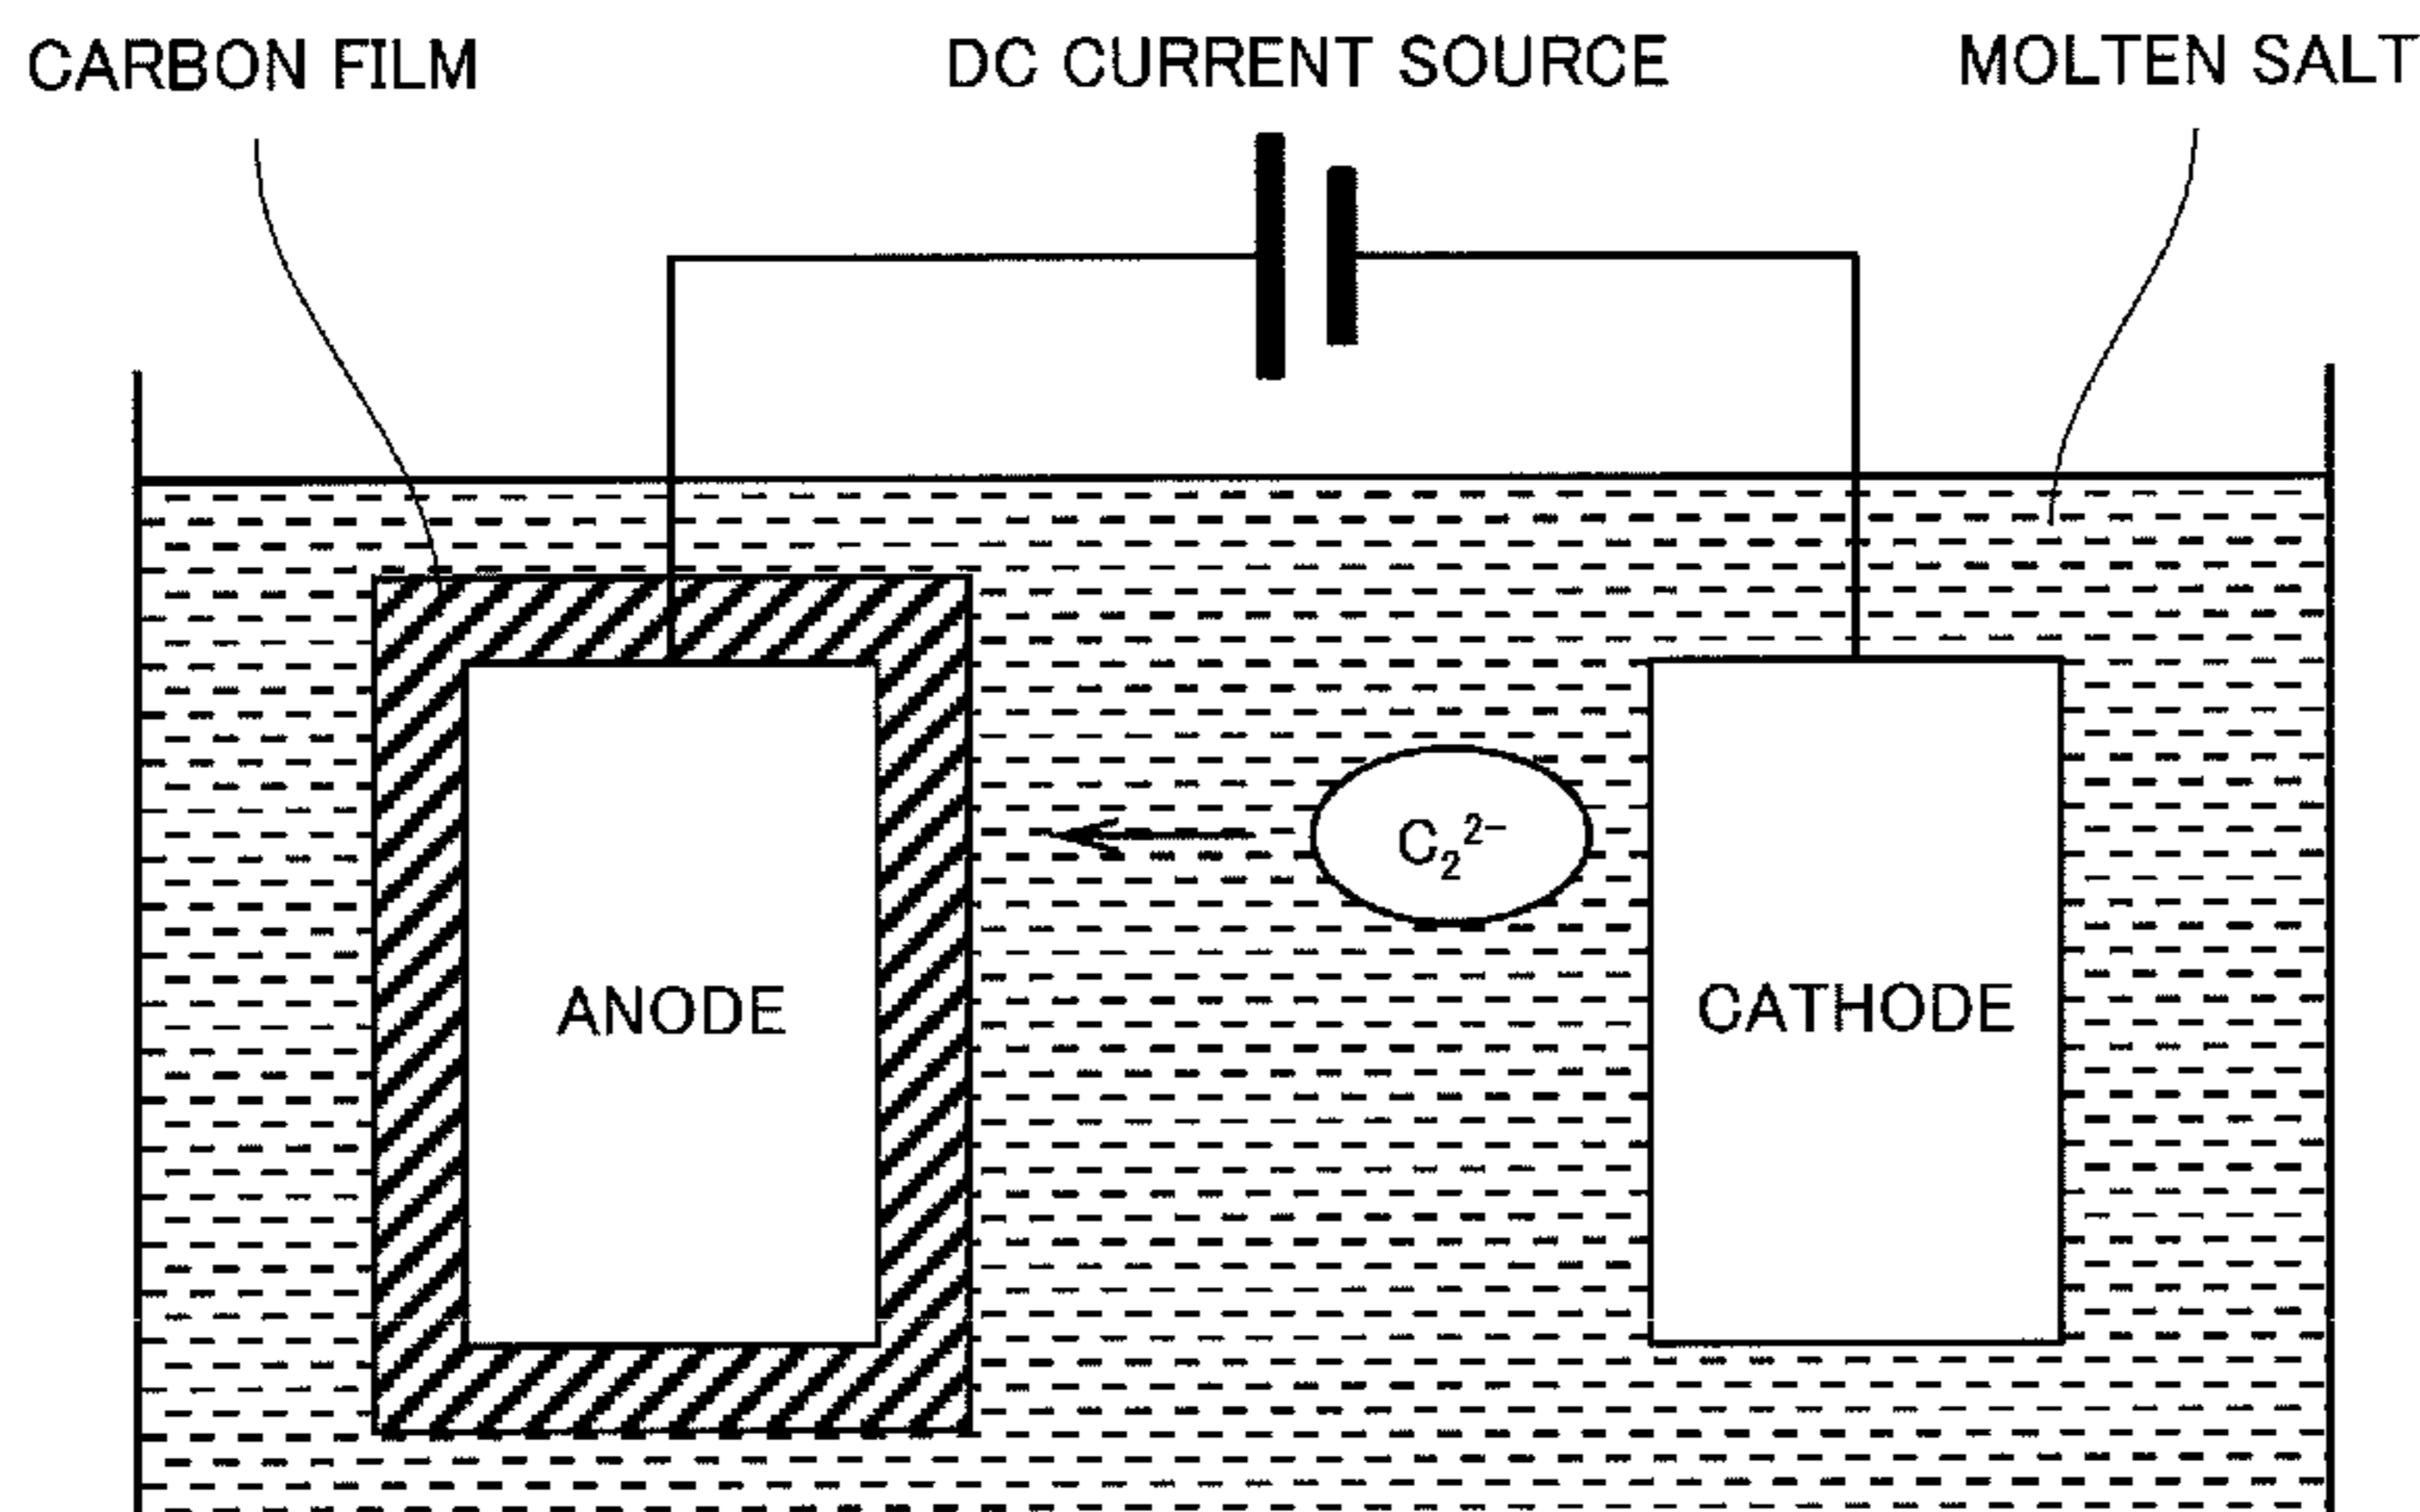 CARBON FILM
DC CURRENT SOURCE
MOLTEN SALT
C₂²⁻
ANODE
CATHODE